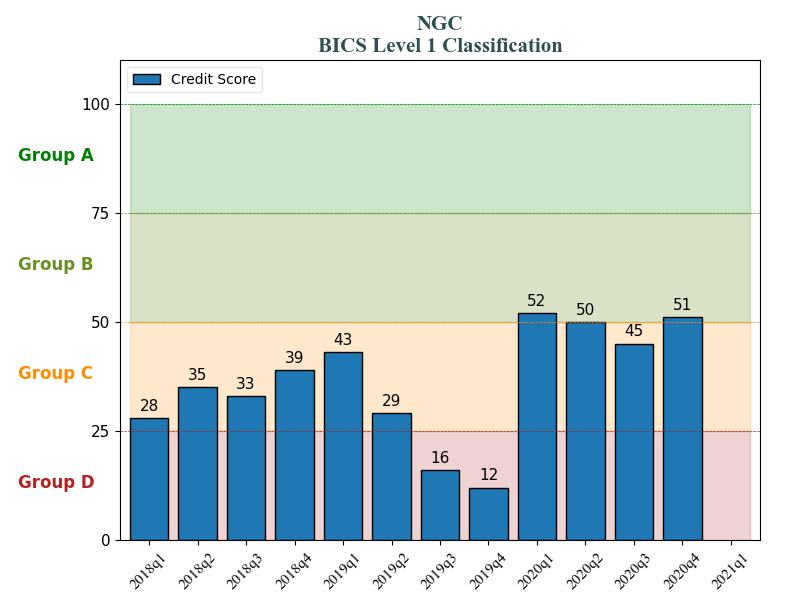 NGC
BICS Level 1 Classification
Credit Score
100
Group A
75
Group B
50
Group C
25
Group D
0
28
35
33
39
43
29
16
12
52
50
45
51
2018q1
2018q2
2018q3
2018q4
2019q1
2019q2
2019q3
2019q4
2020q1
2020q2
2020q3
2020q4
2021q1